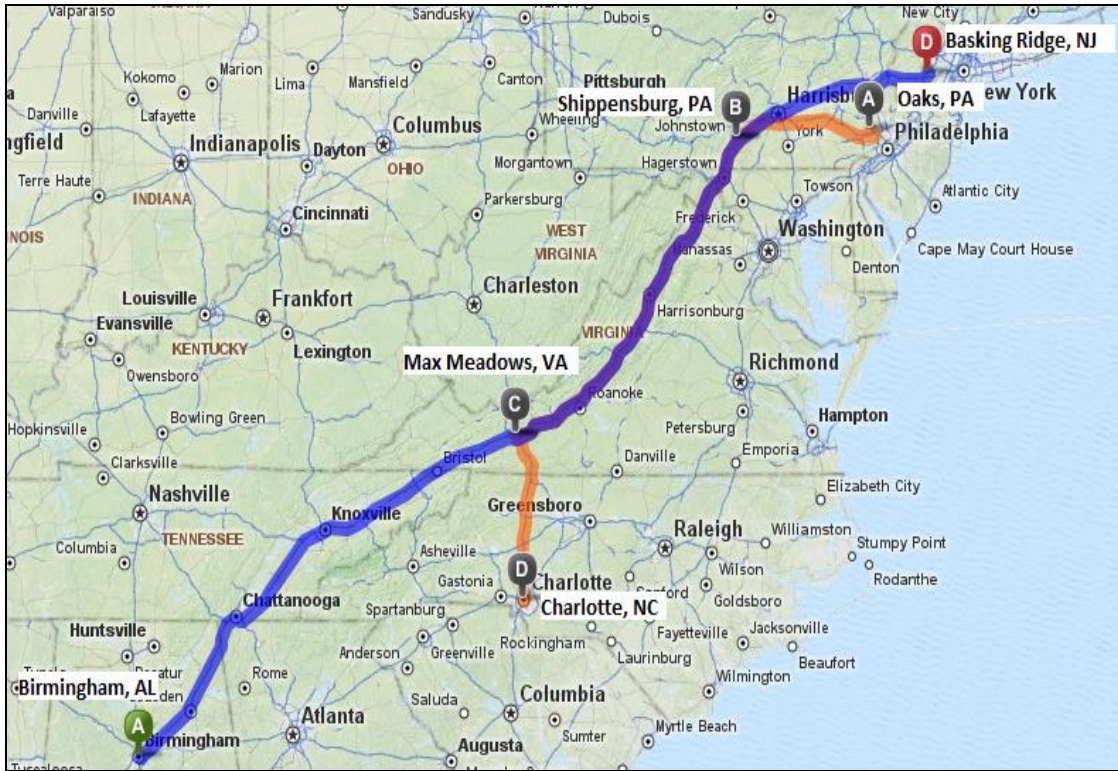 Valparaiso
INDIANA
Sandusky
Dubois
New City
Kokomo
Marion
Lima
Mansfield
Canton
Pittsburgh
D
Basking Ridge, NJ
Danville
Lafayette
Shippensburg, PA
B
A
Oaks, PA
New York
Columbus
Wheeling
Johnstown
York
Philadelphia
Indianapolis
Dayton
OHIO
Morgantown
Hagerstown
Terre Haute
INDIANA
Parkersburg
Towson
Atlantic City
Cincinnati
Frederick
WEST
VIRGINIA
Washington
Manassas
Cape May Court House
Denton
Louisville
Frankfort
Charleston
Harrisonburg
Evansville
KENTUCKY
Lexington
VIRGINIA
Owensboro
Max Meadows, VA
Richmond
C
Roanoke
Hopkinsville
Bowling Green
Petersburg
Hampton
Clarksville
Bristol
Danville
Emporia
Elizabeth City
Nashville
Knoxville
Greensboro
TENNESSEE
Raleigh
Williamston
Columbia
Asheville
Wilson
Stumpy Point
D
Charlotte
Rodanthe
Gastonia
Goldsboro
Charlotte, NC
Chattanooga
Spartanburg
Huntsville
Rockingham
Fayetteville
Jacksonville
Anderson
Greenville
Laurinburg
Beaufort
Rome
Birmingham, AL
Saluda
Columbia
Wilmington
A
Birmingham
Atlanta
Sumter
Myrtle Beach
Augusta